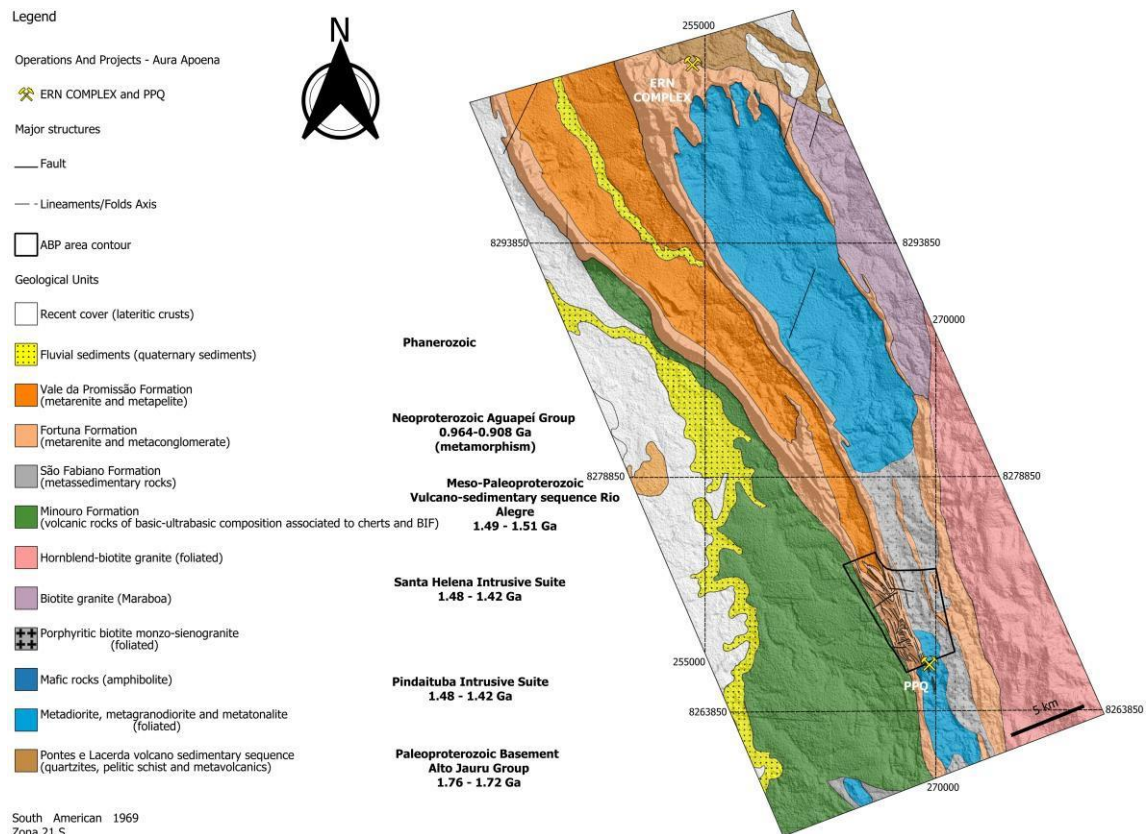 Legend
N
Operations And Projects - Aura Apoena
ERN COMPLEX and PPQ
Major structures
Fault
Lineaments/Folds Axis
ABP area contour
Geological Units
Recent cover (lateritic crusts)
Fluvial sediments (quaternary sediments)
Vale da Promissão Formation
(metarenite and metapelite)
Fortuna Formation
(metarenite and metaconglomerate)
São Fabiano Formation
(metassedimentary rocks)
Minouro Formation
(volcanic rocks of basic-ultrabasic composition associated to cherts and BIF)
Hornblend-biotite granite (foliated)
Biotite granite (Maraboa)
Porphyritic biotite monzo-sienogranite
(foliated)
Mafic rocks (amphibolite)
Metadiorite, metagranodiorite and metatonalite
(foliated)
Pontes e Lacerda volcano sedimentary sequence
(quartzites, pelitic schist and metavolcanics)
South American 1969
Zona 21 S
Phanerozoic
Neoproterozoic Aguapeí Group
0.964-0.908 Ga
(metamorphism)
Meso-Paleoproterozoic
Vulcano-sedimentary sequence Rio
Alegre
1.49 - 1.51 Ga
Santa Helena Intrusive Suite
1.48 - 1.42 Ga
Pindaituba Intrusive Suite
1.48 - 1.42 Ga
Paleoproterozoic Basement
Alto Jauru Group
1.76 - 1.72 Ga
255000
ERN
COMPLEX
8293850
8293850
270000
8278850
8278850
255000
PPQ
8263850
5 km
8263850
270000